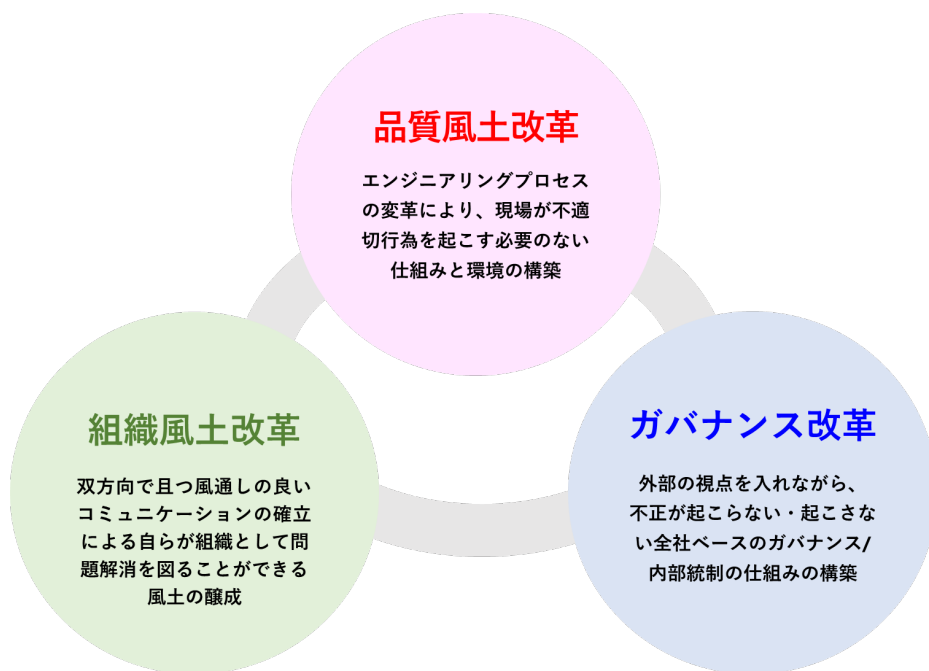 品質風土改革
エンジニアリングプロセス
の変革により、現場が不適
切行為を起こす必要のない
仕組みと環境の構築
組織風土改革
双方向で且つ風通しの良い
コミュニケーションの確立
による自らが組織として問
題解消を図ることができる
風土の醸成
ガバナンス改革
外部の視点を入れながら、
不正が起こらない・起こさな
い全社ベースのガバナンス/
内部統制の仕組みの構築